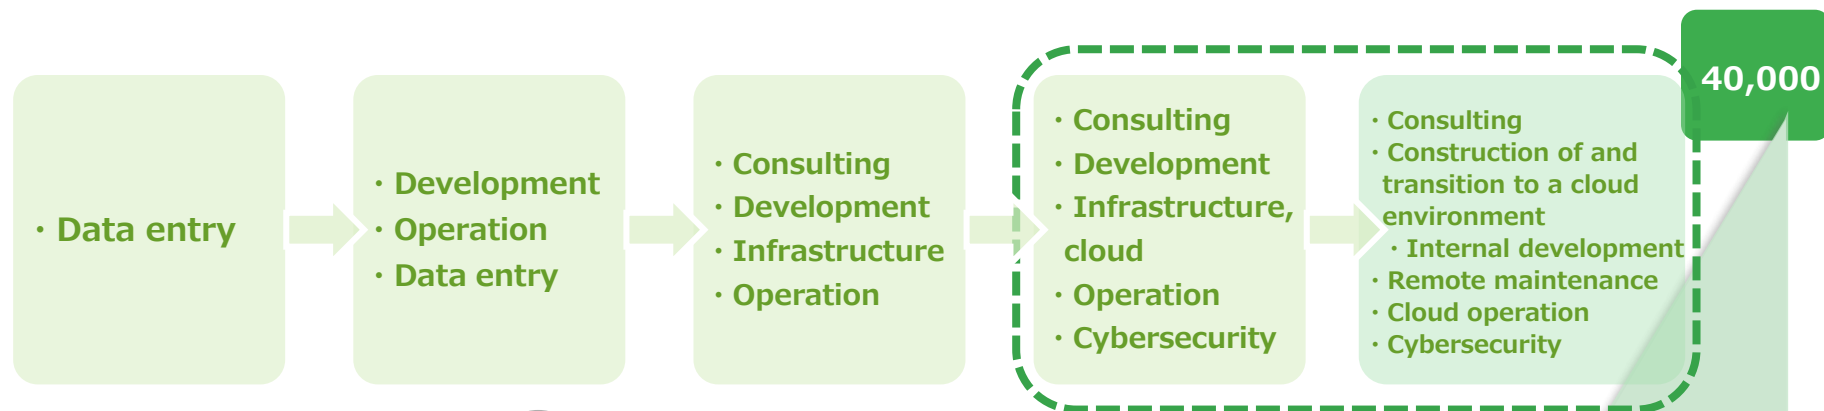 ・Data entry
・Development
・Operation
・Data entry
・Consulting
・Development
・Infrastructure
・Operation
・Consulting
・Development
・Infrastructure,
cloud
・Operation
・Cybersecurity
・Consulting
・Construction of and
transition to a cloud
environment
・Internal development
・Remote maintenance
・Cloud operation
・Cybersecurity
40,000